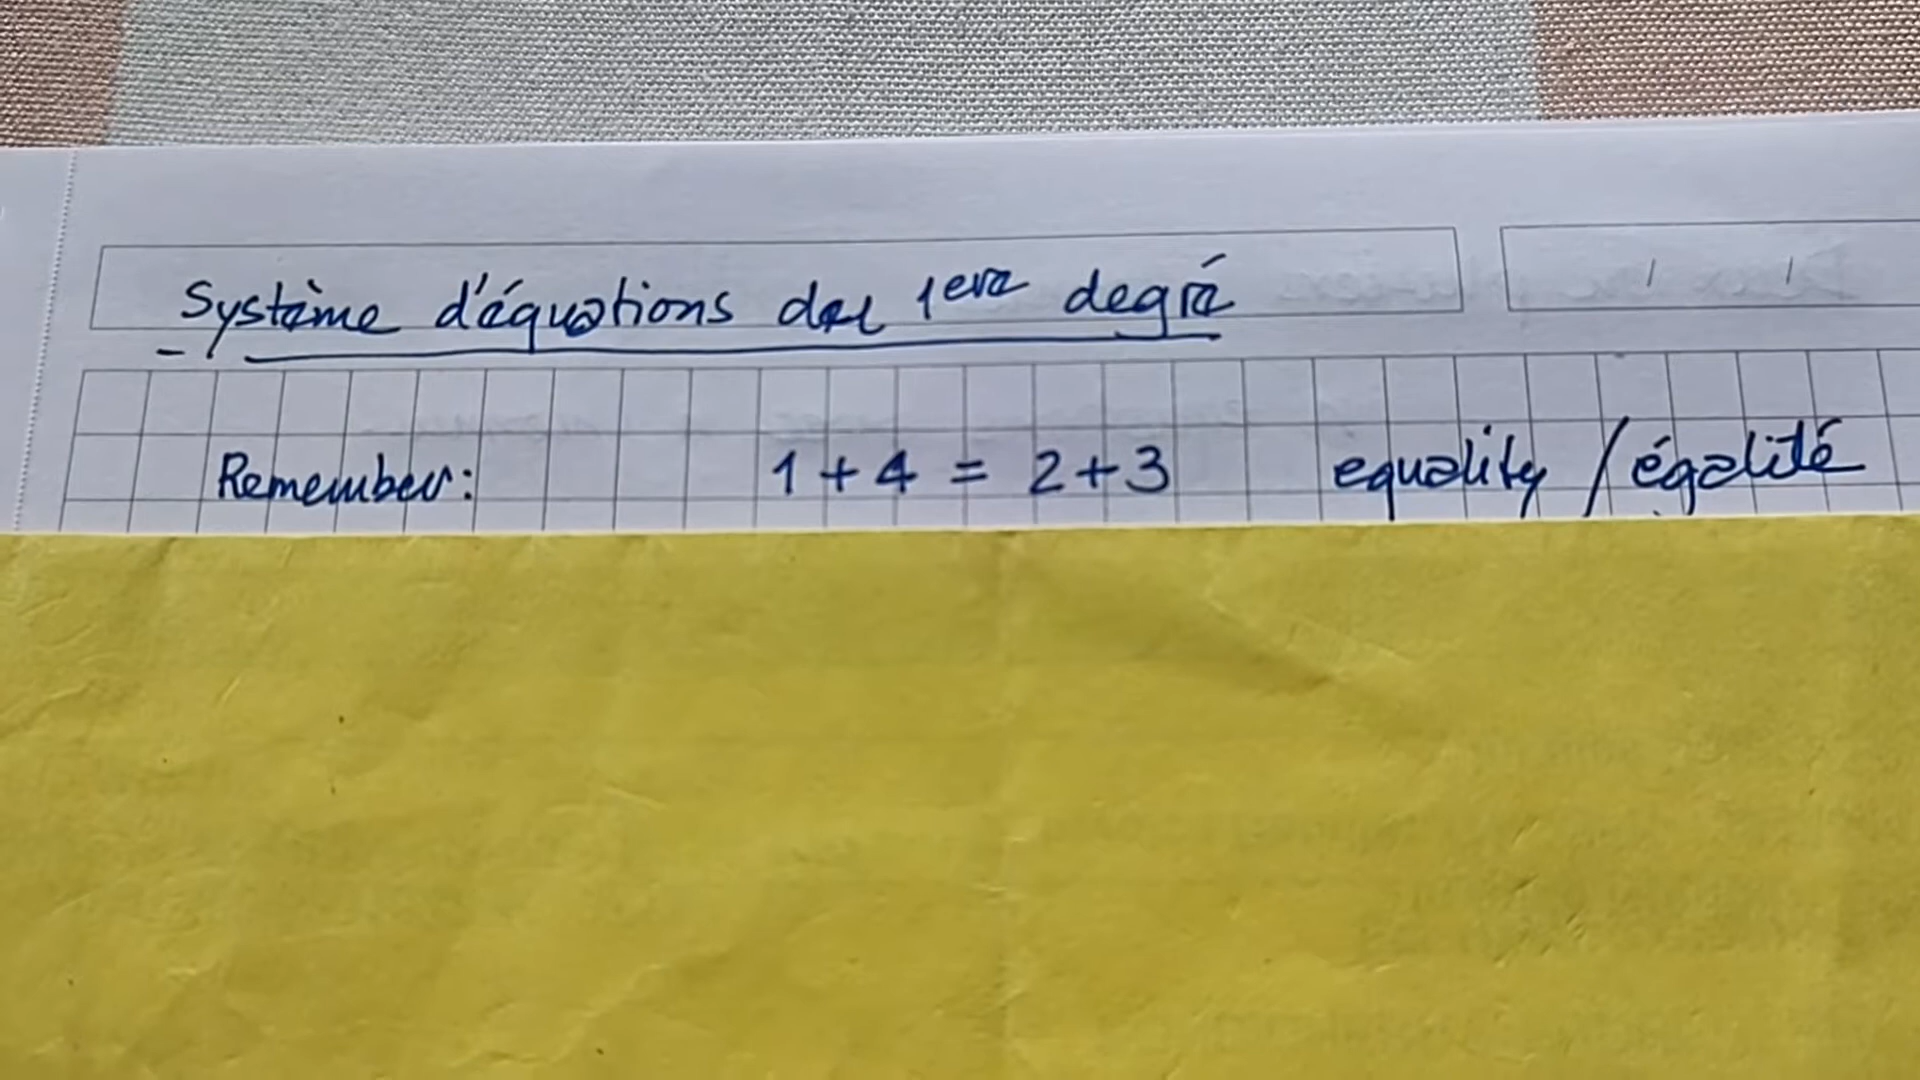 Système d'équations du 1ere degré
Remember: 1 + 4 = 2 + 3 equality / égalité